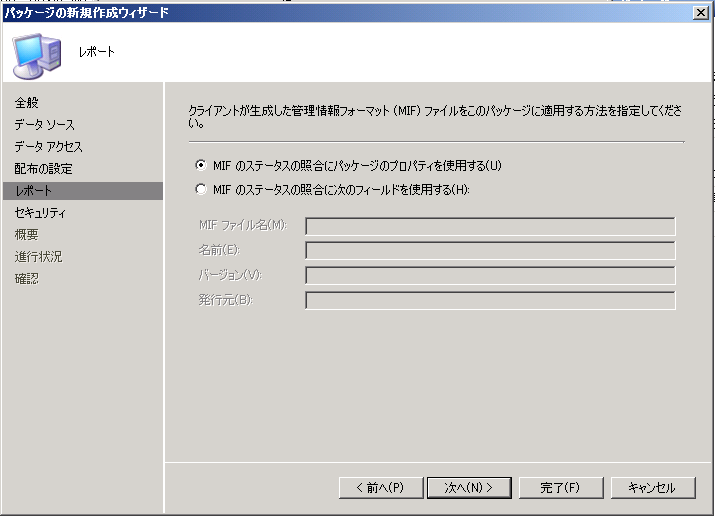 パッケージの新規作成ウィザード
レポート
全般
データ ソース
データ アクセス
配布の設定
レポート
セキュリティ
概要
進行状況
確認
クライアントが生成した管理情報フォーマット (MIF) ファイルをこのパッケージに適用する方法を指定してくださ
い。
MIF のステータスの照合にパッケージのプロパティを使用する(U)
MIF のステータスの照合に次のフィールドを使用する(H):
MIF ファイル名(M):
名前(E):
バージョン(V):
発行元(B):
< 前へ(P)
次へ(N) >
完了(F)
キャンセル